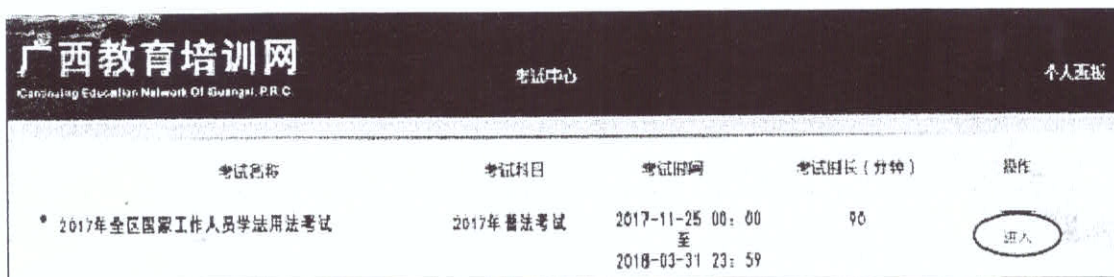 广西教育培训网
Continuing Education Network Of Guangxi, P.R.C.
考试中心
个人面板
考试名称 考试科目 考试时间 考试时长(分钟) 操作
• 2017年全区国家工作人员学法用法考试 2017年普法考试 2017-11-25 00:00 90 进入
至
2018-03-31 23:59